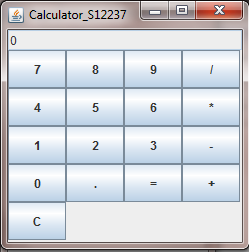 Calculator_S12237
0
7 8 9 /
4 5 6 *
1 2 3 -
0 . = +
C